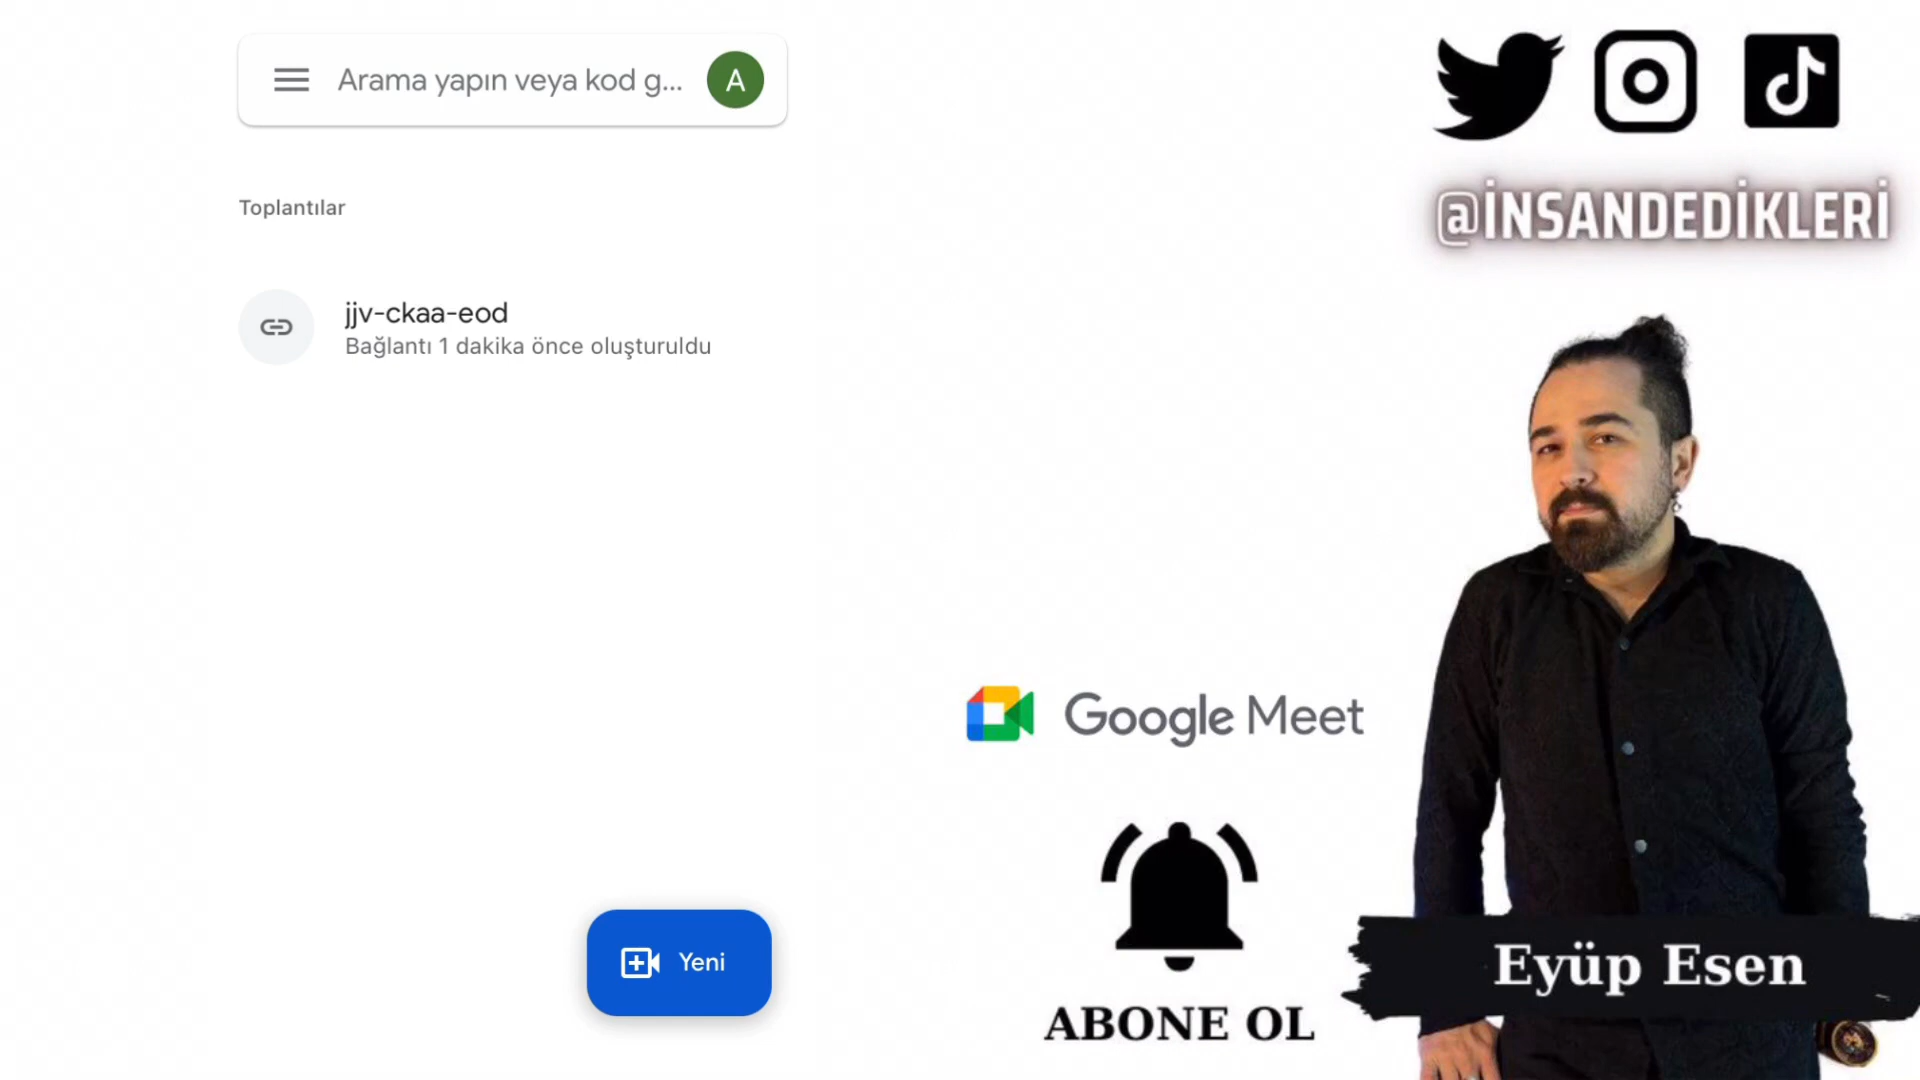 Arama yapın veya kod g...
A
Toplantılar
jjv-ckaa-eod
Bağlantı 1 dakika önce oluşturuldu
Yeni
@İNSANDEDİKLERİ
Google Meet
ABONE OL
Eyüp Esen